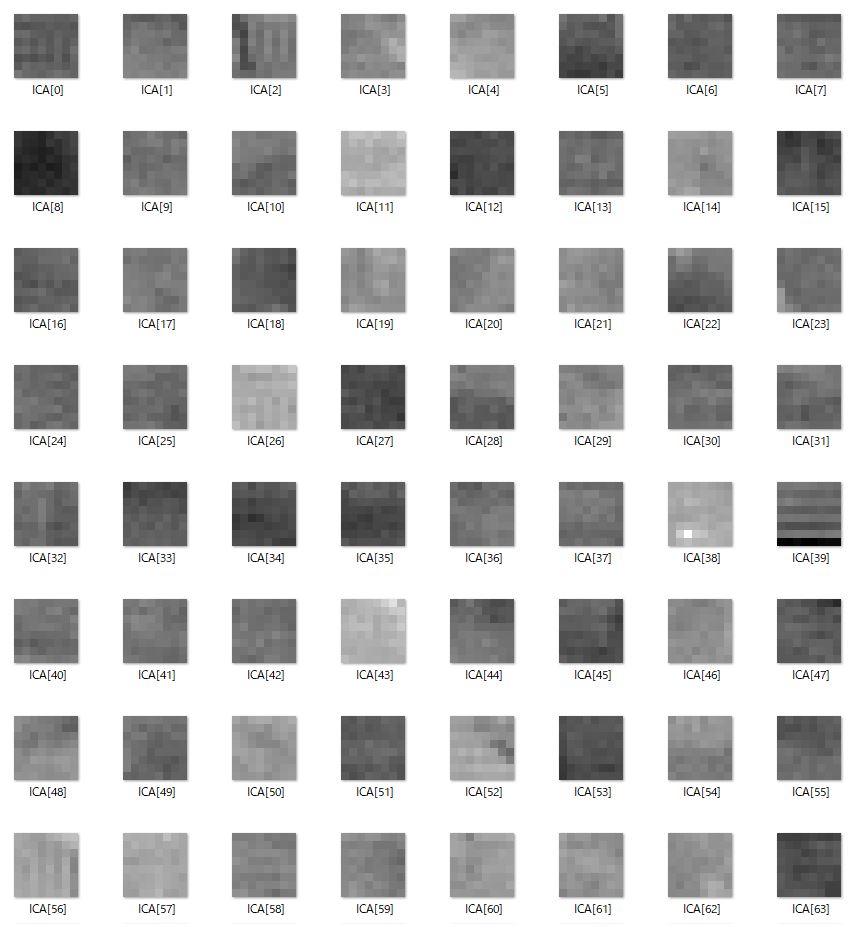 ICA[0] ICA[1] ICA[2] ICA[3] ICA[4] ICA[5] ICA[6] ICA[7]
ICA[8] ICA[9] ICA[10] ICA[11] ICA[12] ICA[13] ICA[14] ICA[15]
ICA[16] ICA[17] ICA[18] ICA[19] ICA[20] ICA[21] ICA[22] ICA[23]
ICA[24] ICA[25] ICA[26] ICA[27] ICA[28] ICA[29] ICA[30] ICA[31]
ICA[32] ICA[33] ICA[34] ICA[35] ICA[36] ICA[37] ICA[38] ICA[39]
ICA[40] ICA[41] ICA[42] ICA[43] ICA[44] ICA[45] ICA[46] ICA[47]
ICA[48] ICA[49] ICA[50] ICA[51] ICA[52] ICA[53] ICA[54] ICA[55]
ICA[56] ICA[57] ICA[58] ICA[59] ICA[60] ICA[61] ICA[62] ICA[63]